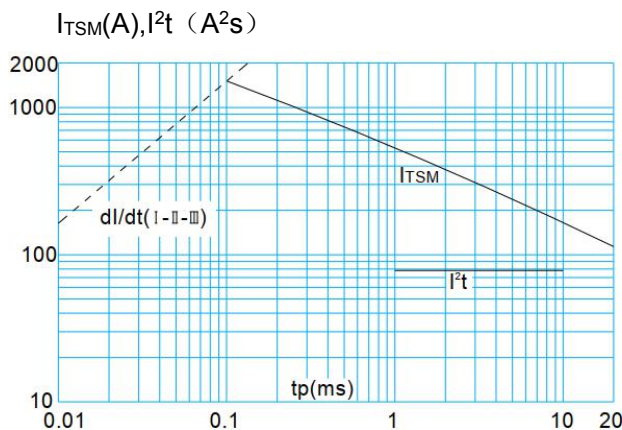 ITSM(A),I²t（A²s）
2000
1000
ITSM
dI/dt(Ⅰ-Ⅱ-Ⅲ)
100
I²t
tp(ms)
10
0.01 0.1 1 10 20